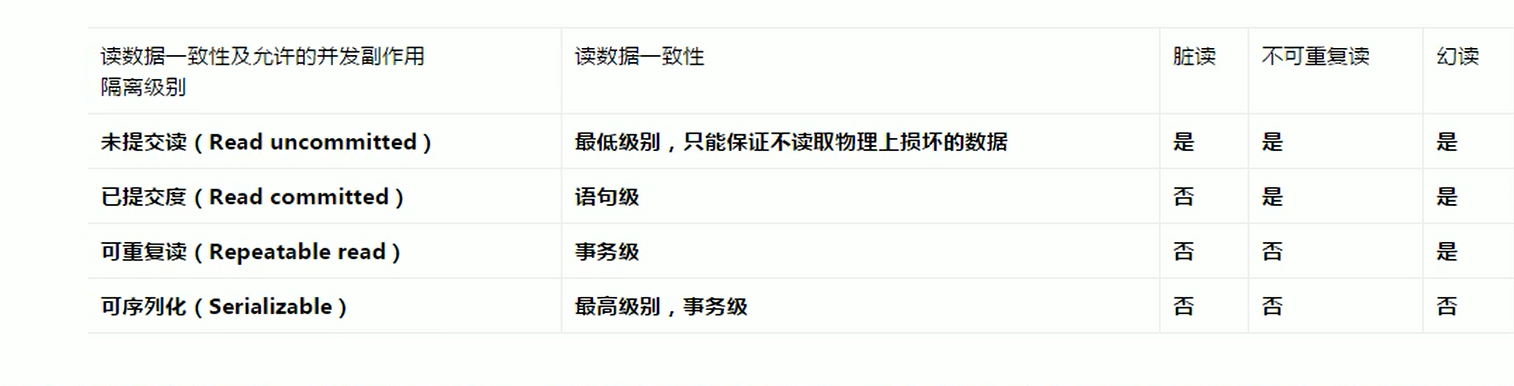 读数据一致性及允许的并发副作用
隔离级别
读数据一致性
脏读
不可重复读
幻读
未提交读（Read uncommitted）
最低级别，只能保证不读取物理上损坏的数据
是
是
是
已提交度（Read committed）
语句级
否
是
是
可重复读（Repeatable read）
事务级
否
否
是
可序列化（Serializable）
最高级别，事务级
否
否
否